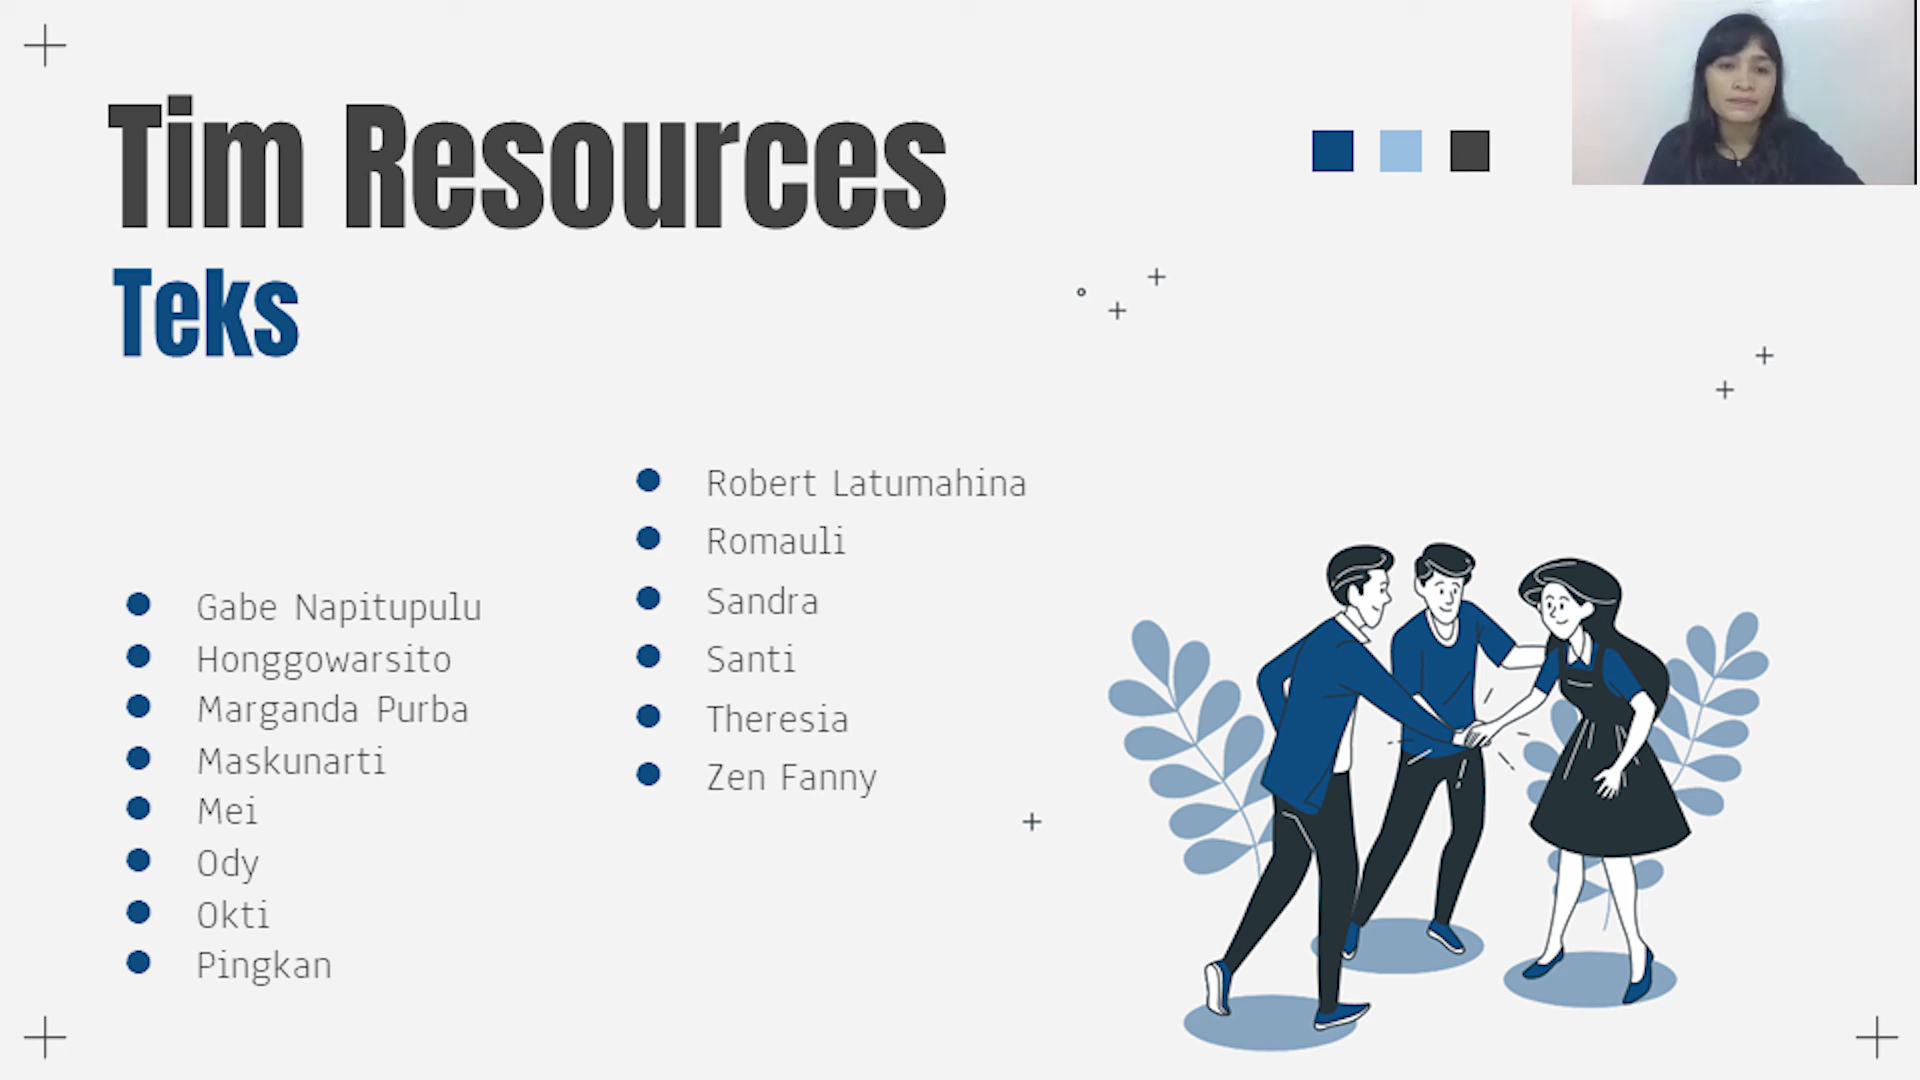 Tim Resources
Teks
Gabe Napitupulu
Honggowarsito
Marganda Purba
Maskunarti
Mei
Ody
Okti
Pingkan
Robert Latumahina
Romauli
Sandra
Santi
Theresia
Zen Fanny